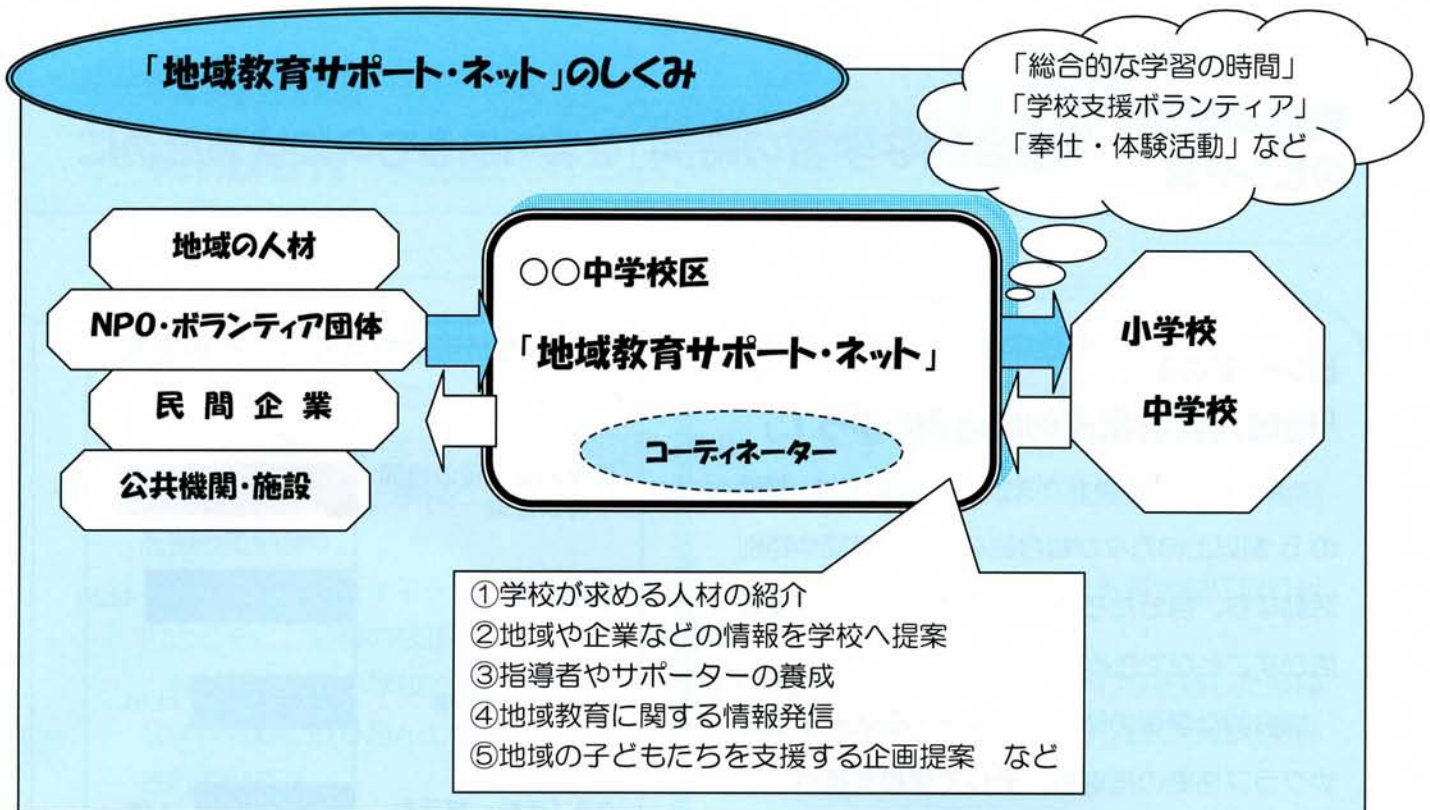 「地域教育サポート・ネット」のしくみ
「総合的な学習の時間」
「学校支援ボランティア」
「奉仕・体験活動」など
地域の人材
NPO・ボランティア団体
民間企業
公共機関・施設
○○中学校区
「地域教育サポート・ネット」
コーディネーター
小学校
中学校
①学校が求める人材の紹介
②地域や企業などの情報を学校へ提案
③指導者やサポーターの養成
④地域教育に関する情報発信
⑤地域の子どもたちを支援する企画提案　など